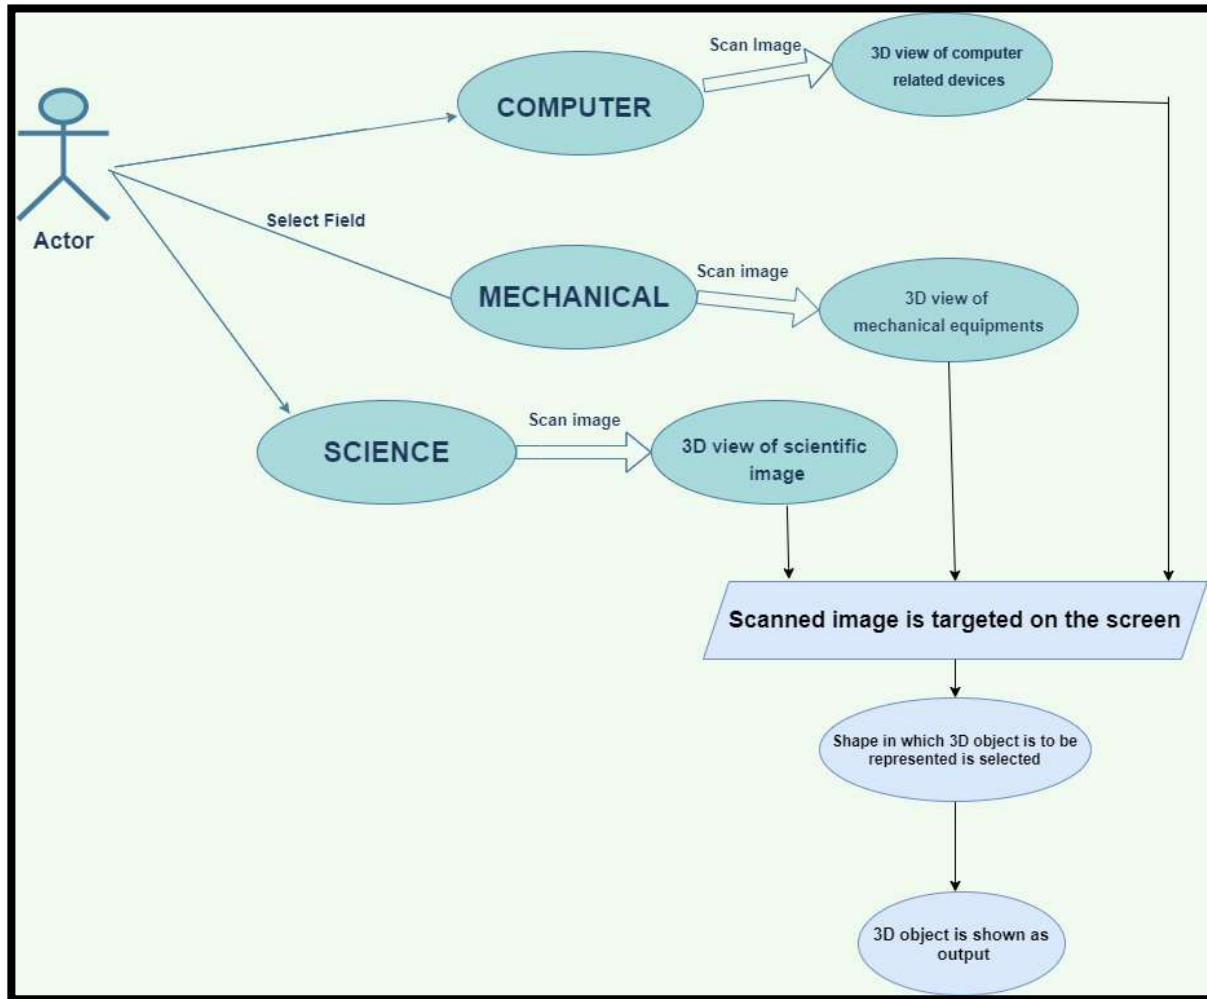 Scan Image
3D view of computer
related devices
COMPUTER
Actor
Select Field
MECHANICAL
Scan image
3D view of
mechanical equipments
SCIENCE
Scan image
3D view of scientific
image
Scanned image is targeted on the screen
Shape in which 3D object is to be
represented is selected
3D object is shown as
output